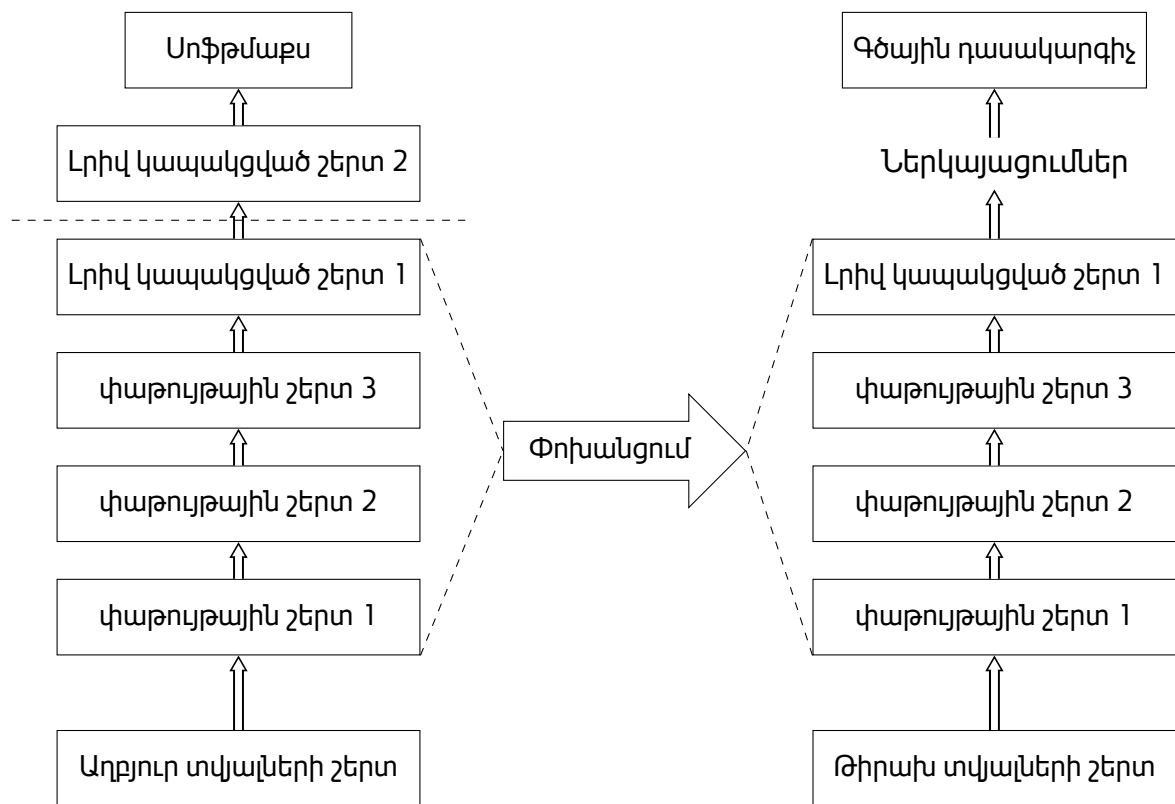 Սոֆթմաքս
Լրիվ կապակցված շերտ 2
Լրիվ կապակցված շերտ 1
փաթույթային շերտ 3
փաթույթային շերտ 2
փաթույթային շերտ 1
Աղբյուր տվյալների շերտ
Փոխանցում
Գծային դասակարգիչ
Ներկայացումներ
Լրիվ կապակցված շերտ 1
փաթույթային շերտ 3
փաթույթային շերտ 2
փաթույթային շերտ 1
Թիրախ տվյալների շերտ